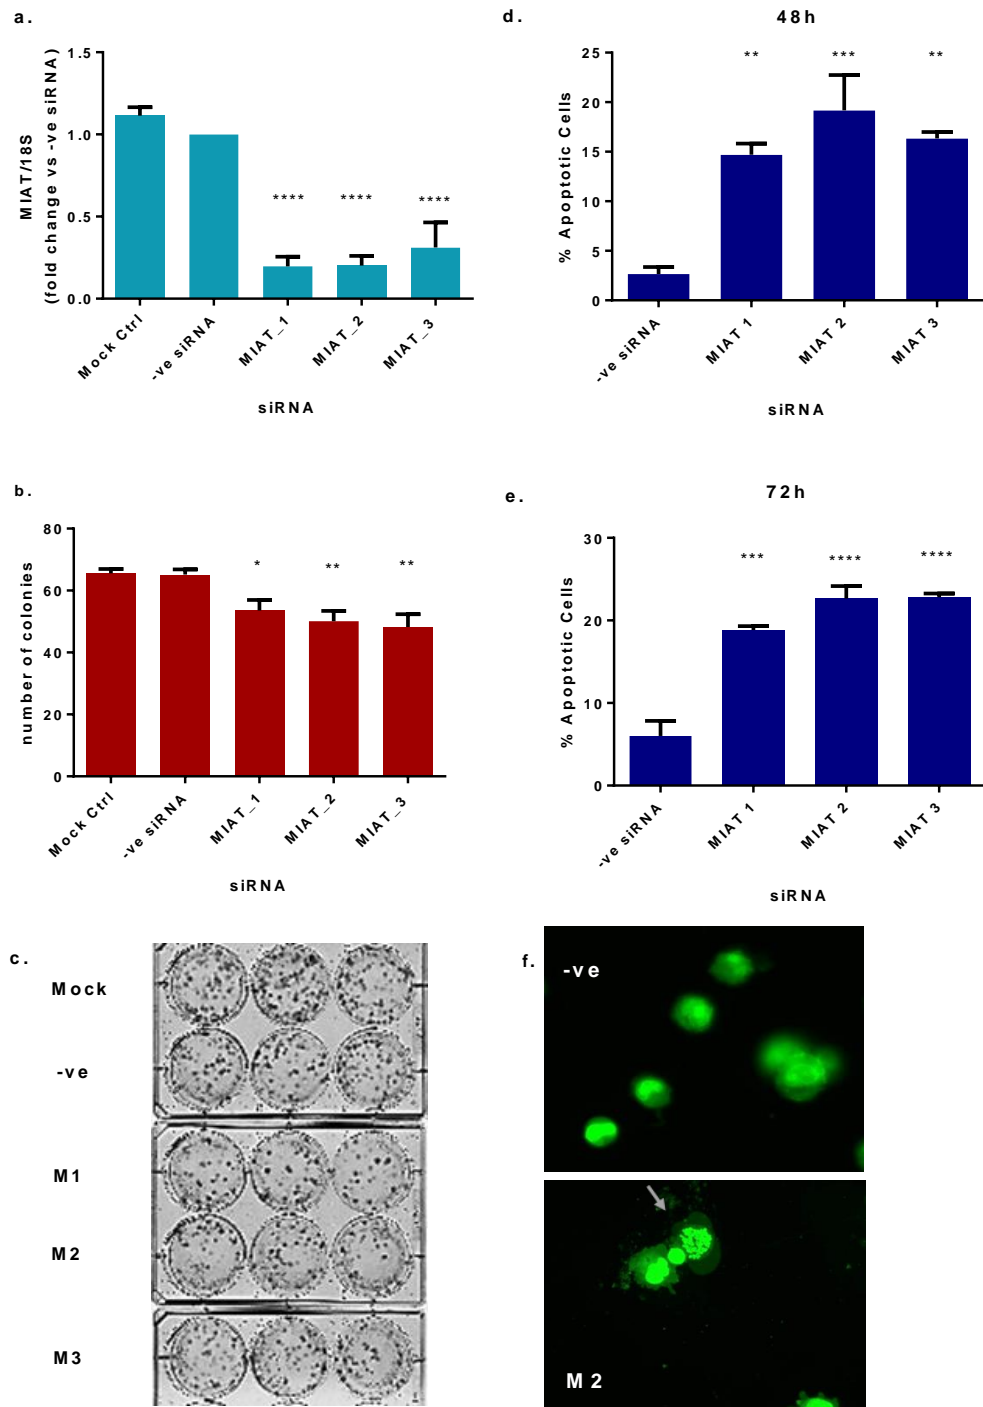 a.
MIAT/18S
(fold change vs -ve siRNA)
1.5
1.0
0.5
0.0
**** **** ****
Mock Ctrl
-ve siRNA
MIAT_1
MIAT_2
MIAT_3
siRNA
b.
number of colonies
80
60
40
20
0
* ** **
Mock Ctrl
-ve siRNA
MIAT_1
MIAT_2
MIAT_3
siRNA
c.
Mock
-ve
M1
M2
M3
d.
48h
% Apoptotic Cells
25
20
15
10
5
0
** *** **
-ve siRNA
MIAT 1
MIAT 2
MIAT 3
siRNA
e.
72h
% Apoptotic Cells
30
20
10
0
*** **** ****
-ve siRNA
MIAT 1
MIAT 2
MIAT 3
siRNA
f.
-ve
M2